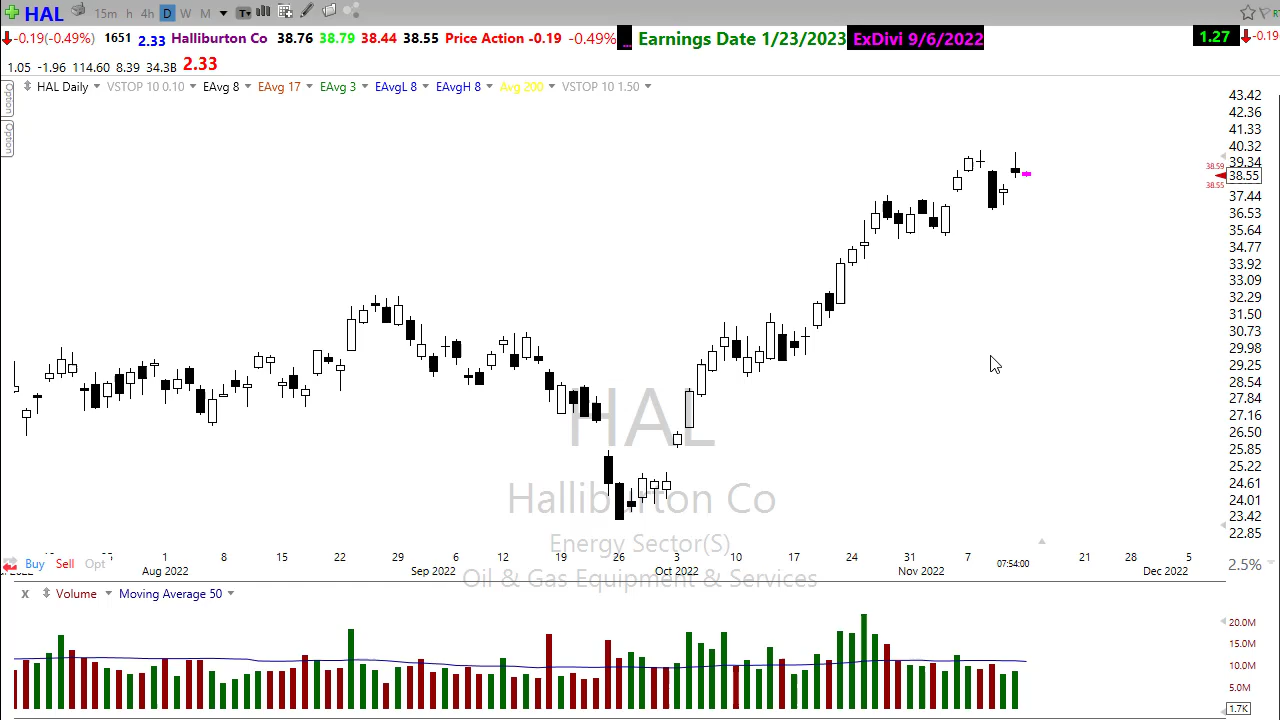 HAL 15m h 4h D W M T
-0.19(-0.49%) 1651 2.33 Halliburton Co 38.76 38.79 38.44 38.55 Price Action -0.19 -0.49% ... Earnings Date 1/23/2023 ExDivi 9/6/2022 1.27 -0.19
1.05 -1.96 114.60 8.39 34.3B 2.33
HAL Daily VSTOP 10 0.10 EAvg 8 EAvg 17 EAvg 3 EAvgL 8 EAvgH 8 Avg 200 VSTOP 10 1.50
Option
Option
43.42
42.36
41.33
40.32
39.34
38.59
38.55
38.55
37.44
36.53
35.64
34.77
33.92
33.09
32.29
31.50
30.73
29.98
29.25
28.54
27.84
27.16
26.50
25.85
25.22
24.61
24.01
23.42
22.85
HAL
Halliburton Co
Energy Sector(S)
Oil & Gas Equipment & Services
1 8 15 22 29 6 12 19 26 3 10 17 24 31 7 21 28 5
Buy Sell Opt 07:54:00 2.5%
2022 Aug 2022 Sep 2022 Oct 2022 Nov 2022 Dec 2022
x Volume Moving Average 50
20.0M
15.0M
10.0M
5.0M
1.7K